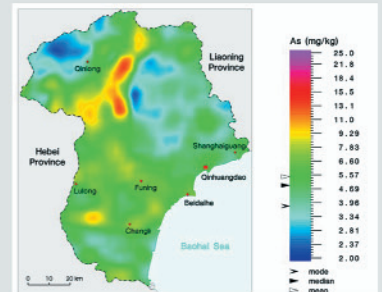 As (mg/kg)
Liaoning
Province
Qinlong
Hebei
Province
Shanhaiguang
Qinhuangdao
Lulong
Funing
Beidaihe
Changli
Baohai Sea
0 10 20 km
25.0
21.8
18.4
15.5
13.1
11.0
9.29
7.83
6.60
5.57
4.69
3.96
3.34
2.81
2.37
2.00
mode
median
mean